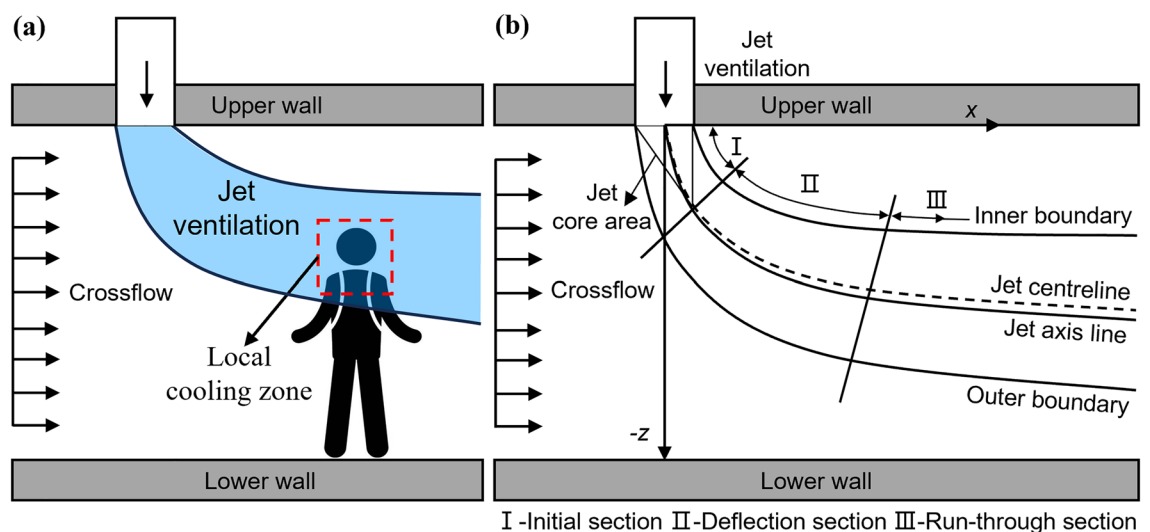 (a)
Upper wall
Jet
ventilation
Crossflow
Local
cooling zone
Lower wall
(b)
Jet
ventilation
Upper wall
x
Ⅰ
Ⅱ
Ⅲ
Jet
core area
Inner boundary
Crossflow
Jet centreline
Jet axis line
Outer boundary
-z
Lower wall
Ⅰ-Initial section Ⅱ-Deflection section Ⅲ-Run-through section